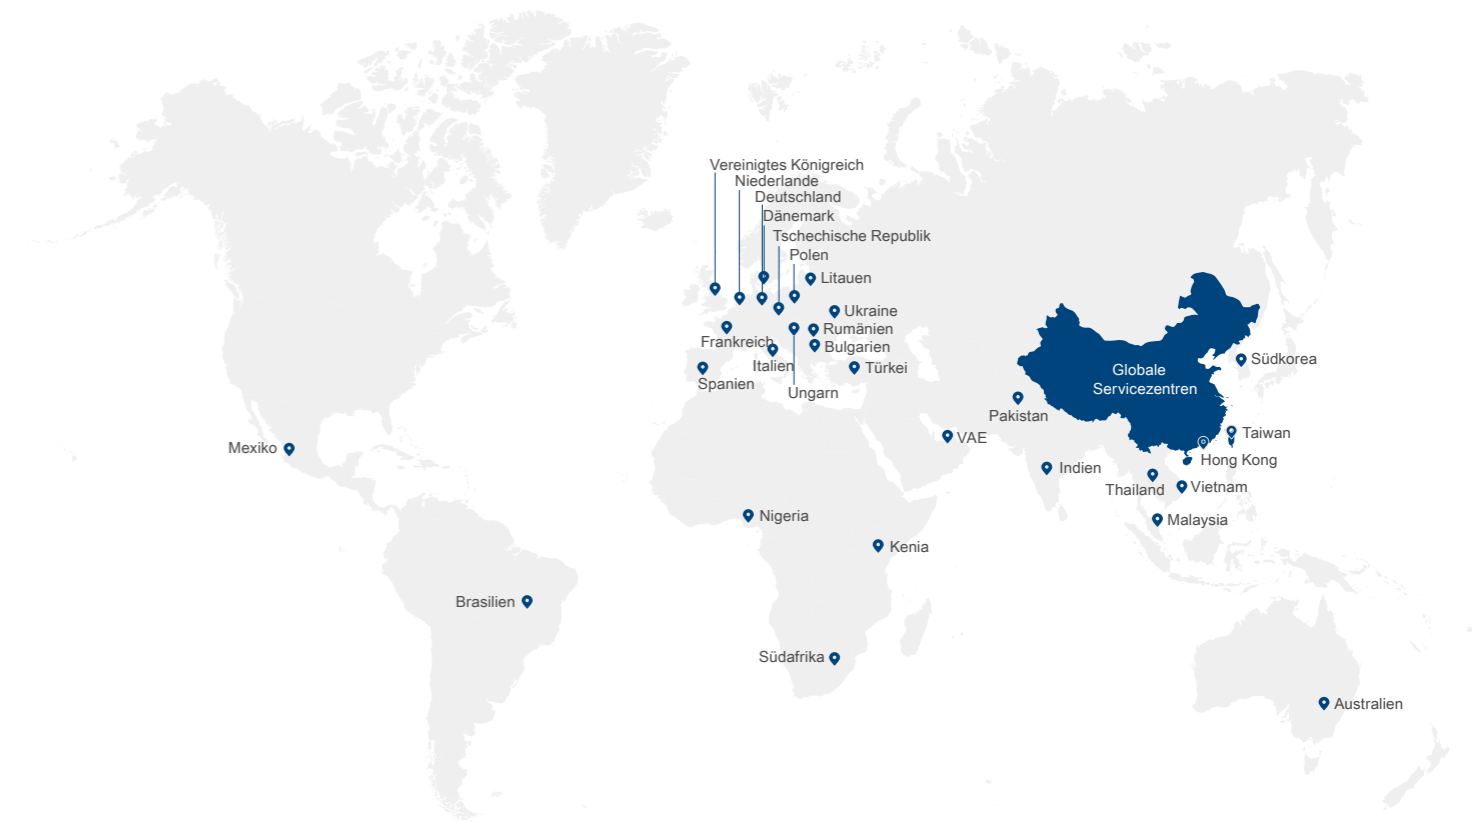 Vereinigtes Königreich
Niederlande
Deutschland
Dänemark
Tschechische Republik
Polen
Litauen
Ukraine
Rumänien
Frankreich
Bulgarien
Italien
Türkei
Spanien
Ungarn
Südkorea
Globale
Servicezentren
Pakistan
Taiwan
VAE
Mexiko
Hong Kong
Indien
Thailand
Vietnam
Nigeria
Malaysia
Kenia
Brasilien
Südafrika
Australien